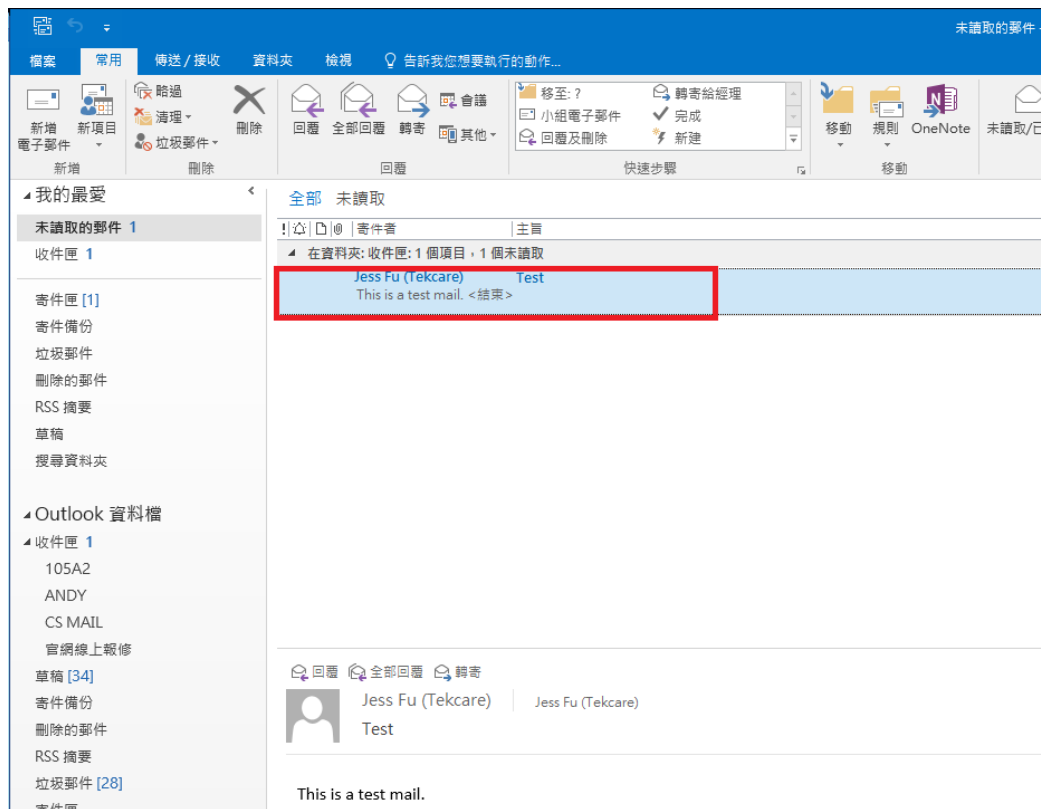 未讀取的郵件 -
檔案 常用 傳送/接收 資料夾 檢視 告訴我您想要執行的動作...
新增
電子郵件
新項目
新增
略過
清理
垃圾郵件
刪除
刪除
回覆 全部回覆 轉寄
會議
其他
回覆
移至: ? 轉寄給經理
小組電子郵件 完成
回覆及刪除 新建
快速步驟
移動 規則 OneNote
移動
未讀取/已
我的最愛
未讀取的郵件 1
收件匣 1
寄件匣 [1]
寄件備份
垃圾郵件
刪除的郵件
RSS 摘要
草稿
搜尋資料夾
Outlook 資料檔
收件匣 1
105A2
ANDY
CS MAIL
官網線上報修
草稿 [34]
寄件備份
刪除的郵件
RSS 摘要
垃圾郵件 [28]
寄件匣
全部 未讀取
寄件者 主旨
在資料夾: 收件匣: 1 個項目，1 個未讀取
Jess Fu (Tekcare) Test
This is a test mail. <結束>
回覆 全部回覆 轉寄
Jess Fu (Tekcare) Jess Fu (Tekcare)
Test
This is a test mail.